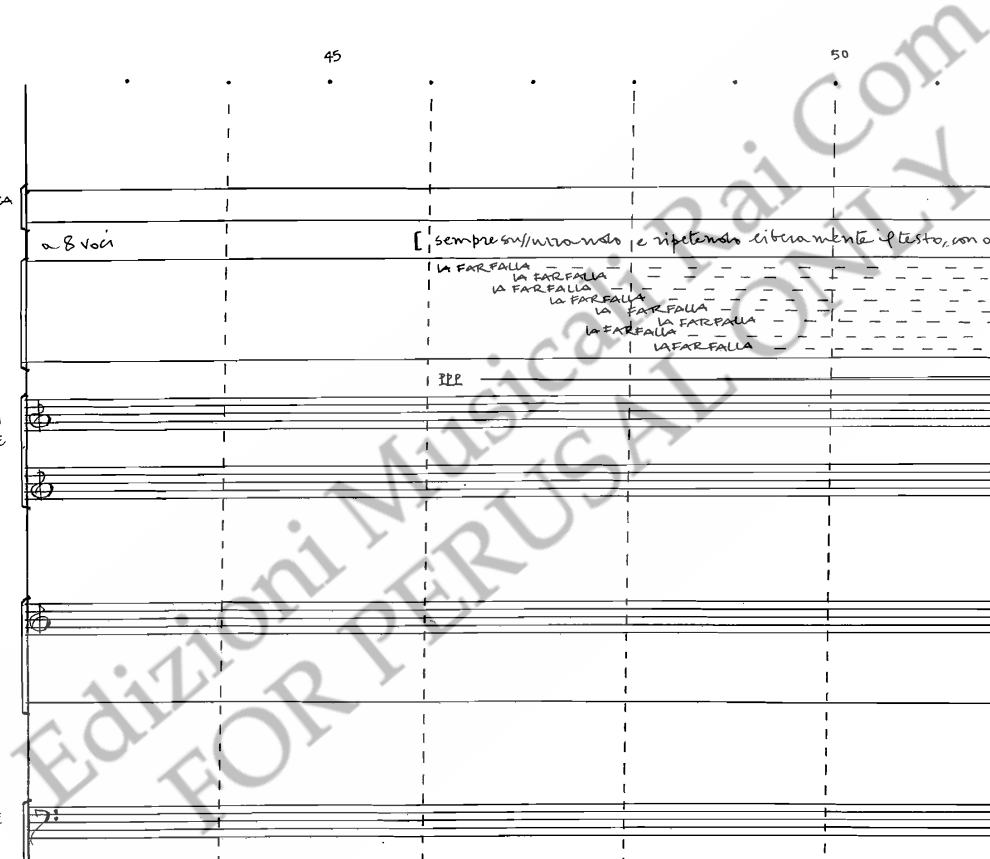 45 50
CA
a 8 voci [ sempre sussurrando, e ripetendo liberamente il testo, con
LA FARFALLA
LA FARFALLA
LA FARFALLA
LA FARFALLA
LA FARFALLA
LA FARFALLA
LA FARFALLA
LA FARFALLA
PPP
E
E
Edizioni Musicali Rai Com
FOR PERUSAL ONLY